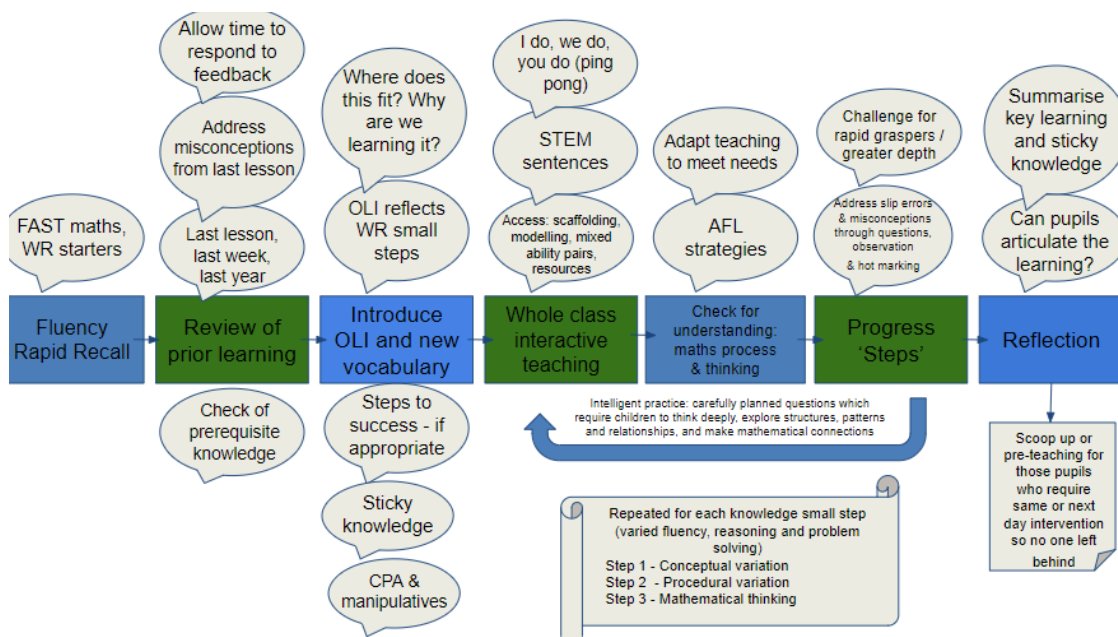 Allow time to
respond to
feedback
Address
misconceptions
from last lesson
FAST maths,
WR starters
Last lesson,
last week,
last year
Where does
this fit? Why
are we
learning it?
OLI reflects
WR small
steps
I do, we do,
you do (ping
pong)
STEM
sentences
Access: scaffolding,
modelling, mixed
ability pairs,
resources
Adapt teaching
to meet needs
AFL
strategies
Challenge for
rapid graspers /
greater depth
Address slip errors
& misconceptions
through questions,
observation
& hot marking
Summarise
key learning
and sticky
knowledge
Can pupils
articulate the
learning?
Fluency
Rapid Recall
Review of
prior learning
Introduce
OLI and new
vocabulary
Whole class
interactive
teaching
Check for
understanding:
maths process
& thinking
Progress
‘Steps’
Reflection
Check of
prerequisite
knowledge
Steps to
success - if
appropriate
Sticky
knowledge
CPA &
manipulatives
Intelligent practice: carefully planned questions which
require children to think deeply, explore structures, patterns
and relationships, and make mathematical connections
Repeated for each knowledge small step
(varied fluency, reasoning and problem
solving)
Step 1 - Conceptual variation
Step 2  - Procedural variation
Step 3 - Mathematical thinking
Scoop up or
pre-teaching for
those pupils
who require
same or next
day intervention
so no one left
behind